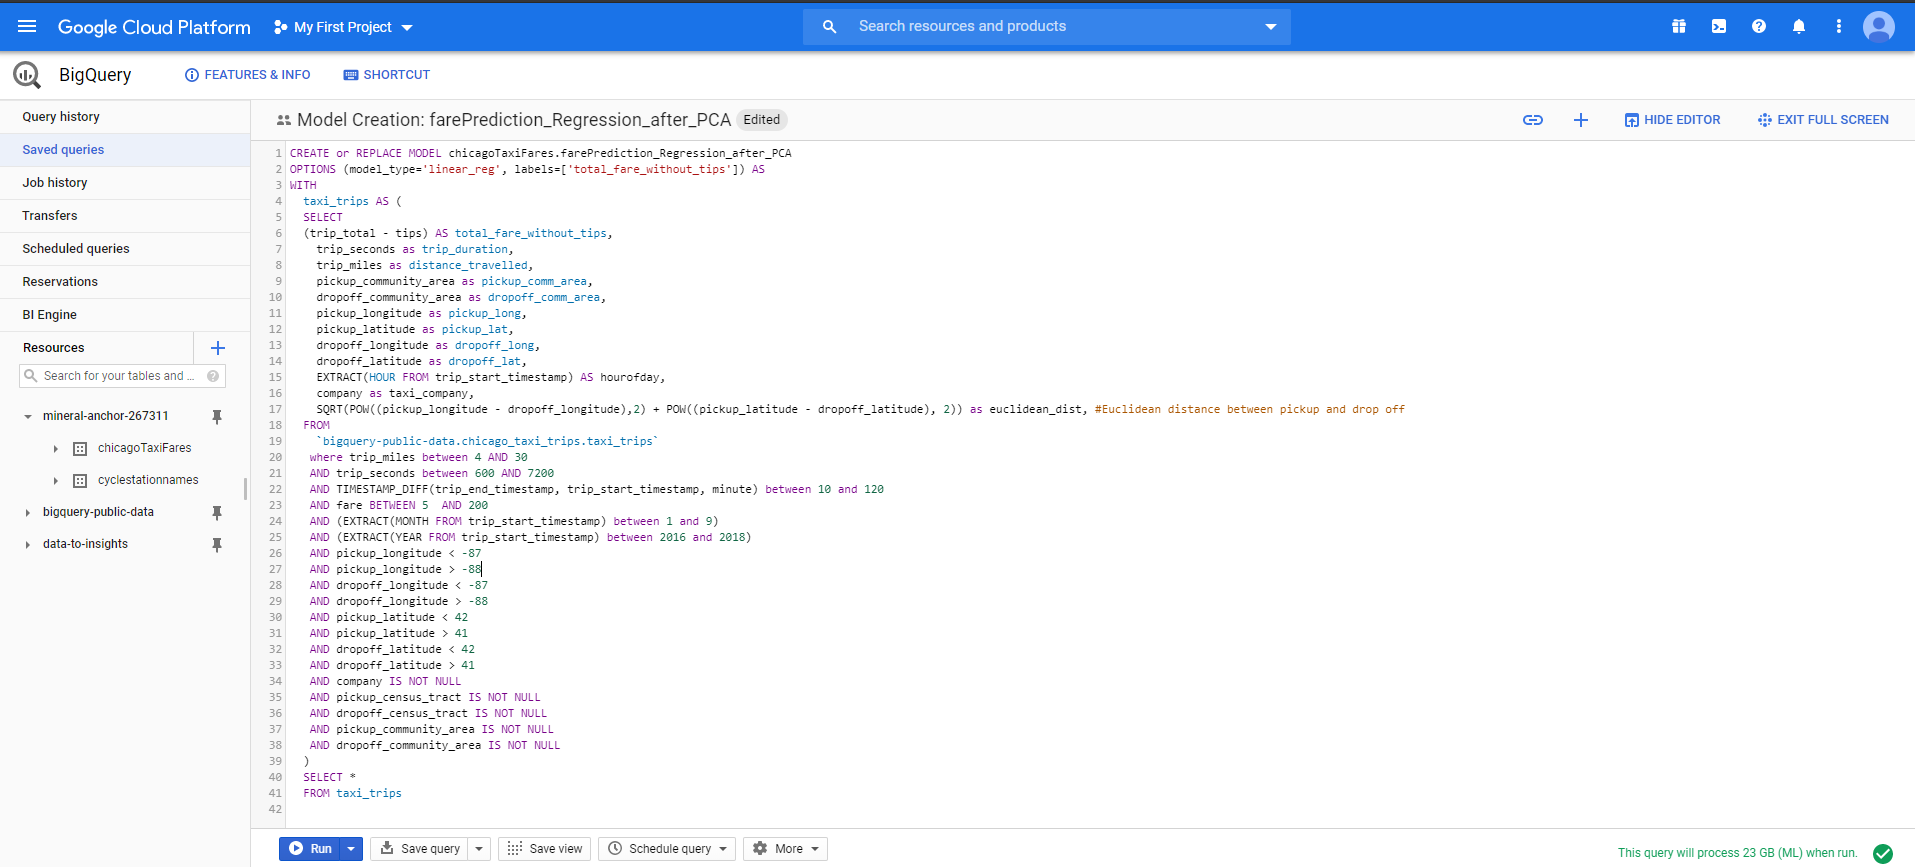 Google Cloud Platform My First Project Search resources and products
BigQuery FEATURES & INFO SHORTCUT
Query history
Saved queries
Job history
Transfers
Scheduled queries
Reservations
BI Engine
Resources
Search for your tables and ...
mineral-anchor-267311
chicagoTaxiFares
cyclestationnames
bigquery-public-data
data-to-insights
Model Creation: farePrediction_Regression_after_PCA Edited HIDE EDITOR EXIT FULL SCREEN
1 CREATE or REPLACE MODEL chicagoTaxiFares.farePrediction_Regression_after_PCA
2 OPTIONS (model_type='linear_reg', labels=['total_fare_without_tips']) AS
3 WITH
4 taxi_trips AS (
5 SELECT
6 (trip_total - tips) AS total_fare_without_tips,
7 trip_seconds as trip_duration,
8 trip_miles as distance_travelled,
9 pickup_community_area as pickup_comm_area,
10 dropoff_community_area as dropoff_comm_area,
11 pickup_longitude as pickup_long,
12 pickup_latitude as pickup_lat,
13 dropoff_longitude as dropoff_long,
14 dropoff_latitude as dropoff_lat,
15 EXTRACT(HOUR FROM trip_start_timestamp) AS hourofday,
16 company as taxi_company,
17 SQRT(POW((pickup_longitude - dropoff_longitude),2) + POW((pickup_latitude - dropoff_latitude), 2)) as euclidean_dist, #Euclidean distance between pickup and drop off
18 FROM
19 `bigquery-public-data.chicago_taxi_trips.taxi_trips`
20 where trip_miles between 4 AND 30
21 AND trip_seconds between 600 AND 7200
22 AND TIMESTAMP_DIFF(trip_end_timestamp, trip_start_timestamp, minute) between 10 and 120
23 AND fare BETWEEN 5 AND 200
24 AND (EXTRACT(MONTH FROM trip_start_timestamp) between 1 and 9)
25 AND (EXTRACT(YEAR FROM trip_start_timestamp) between 2016 and 2018)
26 AND pickup_longitude < -87
27 AND pickup_longitude > -88
28 AND dropoff_longitude < -87
29 AND dropoff_longitude > -88
30 AND pickup_latitude < 42
31 AND pickup_latitude > 41
32 AND dropoff_latitude < 42
33 AND dropoff_latitude > 41
34 AND company IS NOT NULL
35 AND pickup_census_tract IS NOT NULL
36 AND dropoff_census_tract IS NOT NULL
37 AND pickup_community_area IS NOT NULL
38 AND dropoff_community_area IS NOT NULL
39 )
40 SELECT *
41 FROM taxi_trips
42
Run Save query Save view Schedule query More This query will process 23 GB (ML) when run.